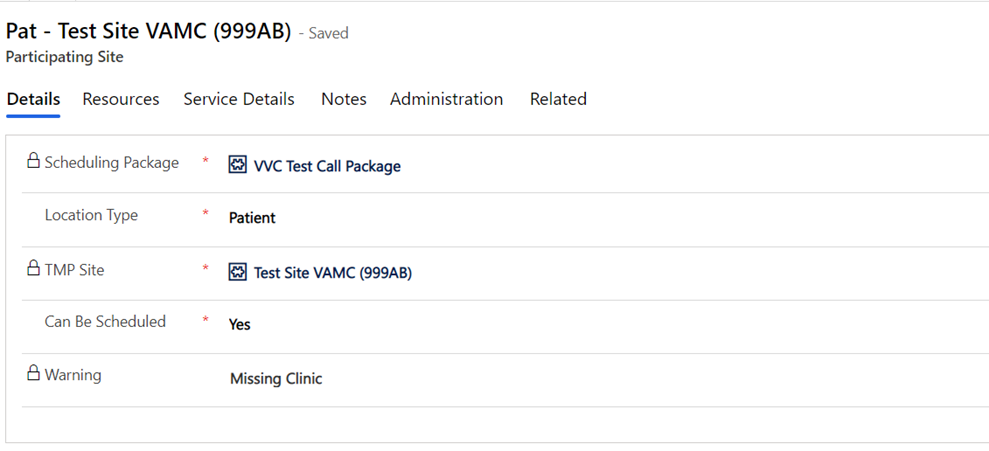 Pat - Test Site VAMC (999AB) - Saved
Participating Site
Details Resources Service Details Notes Administration Related
Scheduling Package * VVC Test Call Package
Location Type * Patient
TMP Site * Test Site VAMC (999AB)
Can Be Scheduled * Yes
Warning Missing Clinic